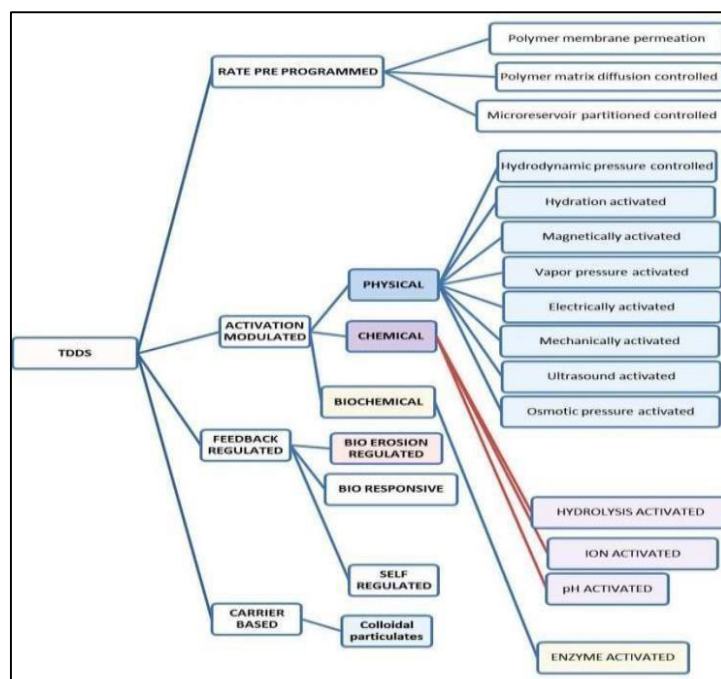 Polymer membrane permeation
RATE PRE PROGRAMMED
Polymer matrix diffusion controlled
Microreservoir partitioned controlled
Hydrodynamic pressure controlled
Hydration activated
Magnetically activated
Vapor pressure activated
PHYSICAL
Electrically activated
ACTIVATION
MODULATED
CHEMICAL
Mechanically activated
TDDS
Ultrasound activated
BIOCHEMICAL
Osmotic pressure activated
FEEDBACK
REGULATED
BIO EROSION
REGULATED
BIO RESPONSIVE
HYDROLYSIS ACTIVATED
ION ACTIVATED
SELF
REGULATED
pH ACTIVATED
CARRIER
BASED
Colloidal
particulates
ENZYME ACTIVATED